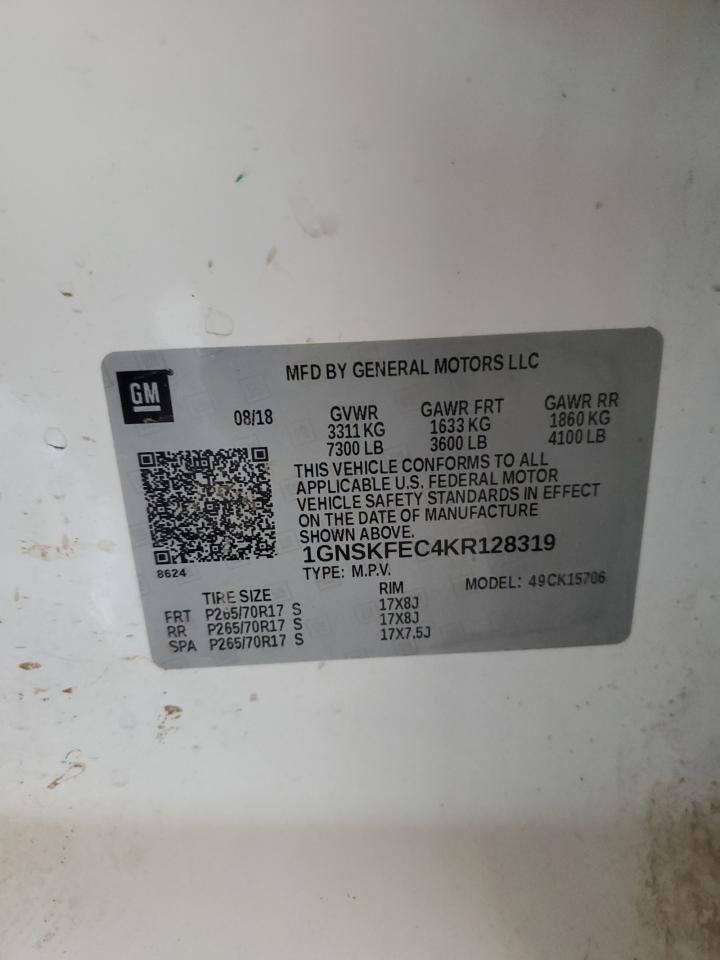 MFD BY GENERAL MOTORS LLC
GM
08/18 GVWR GAWR FRT GAWR RR
3311 KG 1633 KG 1860 KG
7300 LB 3600 LB 4100 LB
THIS VEHICLE CONFORMS TO ALL
APPLICABLE U.S. FEDERAL MOTOR
VEHICLE SAFETY STANDARDS IN EFFECT
ON THE DATE OF MANUFACTURE
SHOWN ABOVE.
1GNSKFEC4KR128319
8624
TYPE: M.P.V. MODEL: 49CK15706
TIRE SIZE RIM
FRT P265/70R17 S 17X8J
RR P265/70R17 S 17X8J
SPA P265/70R17 S 17X7.5J